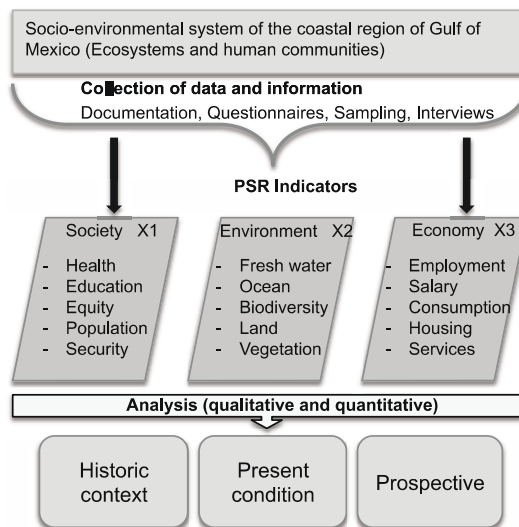 Socio-environmental system of the coastal region of Gulf of
Mexico (Ecosystems and human communities)
Collection of data and information
Documentation, Questionnaires, Sampling, Interviews
PSR Indicators
Society X1
- Health
- Education
- Equity
- Population
- Security
Environment X2
- Fresh water
- Ocean
- Biodiversity
- Land
- Vegetation
Economy X3
- Employment
- Salary
- Consumption
- Housing
- Services
Analysis (qualitative and quantitative)
Historic
context
Present
condition
Prospective